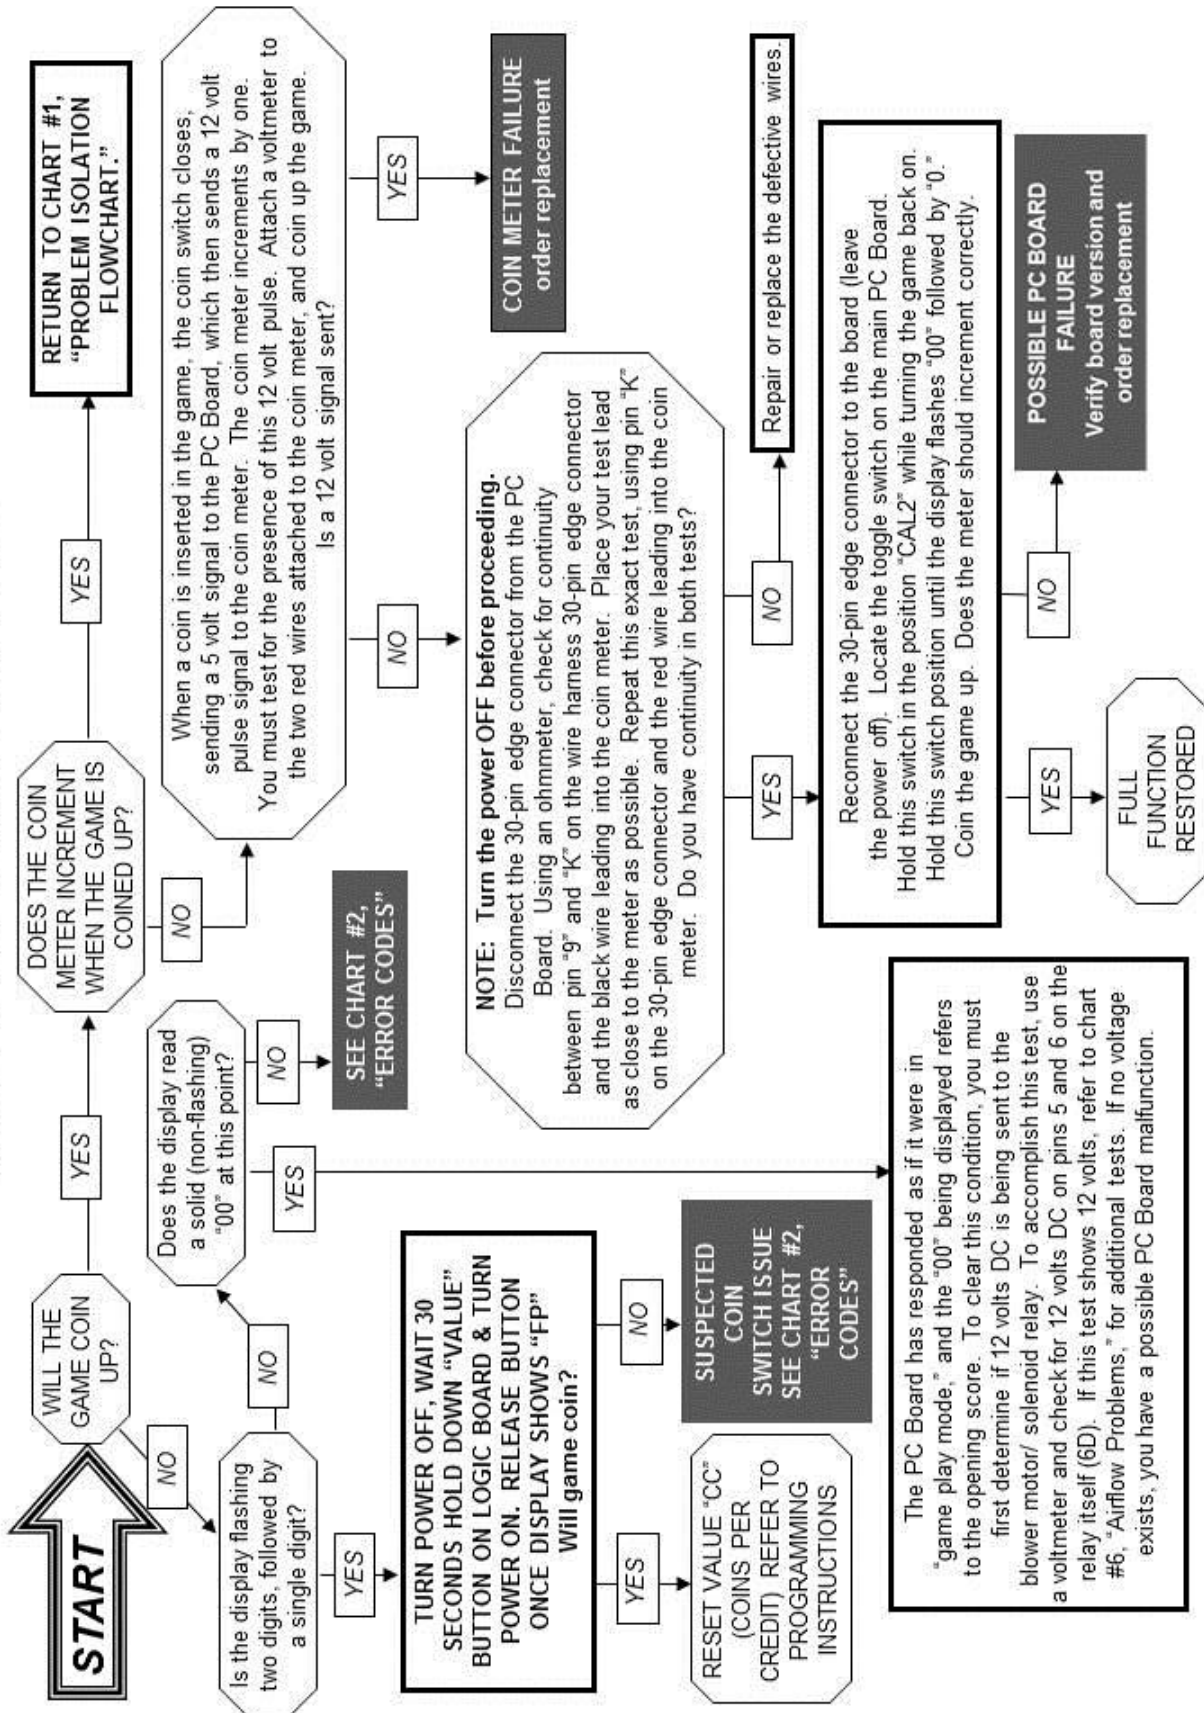 START
WILL THE
GAME COIN
UP?
YES
NO
DOES THE COIN
METER INCREMENT
WHEN THE GAME IS
COINED UP?
YES
RETURN TO CHART #1,
“PROBLEM ISOLATION
FLOWCHART.”
NO
When a coin is inserted in the game, the coin switch closes,
sending a 5 volt signal to the PC Board, which then sends a 12 volt
pulse signal to the coin meter. The coin meter increments by one.
You must test for the presence of this 12 volt pulse. Attach a voltmeter to
the two red wires attached to the coin meter, and coin up the game.
Is a 12 volt signal sent?
YES
COIN METER FAILURE
order replacement
NO
NOTE: Turn the power OFF before proceeding.
Disconnect the 30-pin edge connector from the PC
Board. Using an ohmmeter, check for continuity
between pin “9” and “K” on the wire harness 30-pin edge connector
and the black wire leading into the coin meter. Place your test lead
as close to the meter as possible. Repeat this exact test, using pin “K”
on the 30-pin edge connector and the red wire leading into the coin
meter. Do you have continuity in both tests?
NO
Repair or replace the defective wires.
YES
Reconnect the 30-pin edge connector to the board (leave
the power off). Locate the toggle switch on the main PC Board.
Hold this switch in the position “CAL2” while turning the game back on.
Hold this switch position until the display flashes “00” followed by “0.”
Coin the game up. Does the meter should increment correctly.
NO
POSSIBLE PC BOARD
FAILURE
Verify board version and
order replacement
YES
FULL
FUNCTION
RESTORED
Is the display flashing
two digits, followed by
a single digit?
NO
Does the display read
a solid (non-flashing)
“00” at this point?
NO
SEE CHART #2,
“ERROR CODES”
YES
The PC Board has responded as if it were in
“game play mode,” and the “00” being displayed refers
to the opening score. To clear this condition, you must
first determine if 12 volts DC is being sent to the
blower motor/ solenoid relay. To accomplish this test, use
a voltmeter and check for 12 volts DC on pins 5 and 6 on the
relay itself (6D). If this test shows 12 volts, refer to chart
#6, “Airflow Problems,” for additional tests. If no voltage
exists, you have a possible PC Board malfunction.
YES
TURN POWER OFF, WAIT 30
SECONDS HOLD DOWN “VALUE”
BUTTON ON LOGIC BOARD & TURN
POWER ON. RELEASE BUTTON
ONCE DISPLAY SHOWS “FP”
Will game coin?
NO
SUSPECTED
COIN
SWITCH ISSUE
SEE CHART #2,
“ERROR
CODES”
YES
RESET VALUE “CC”
(COINS PER
CREDIT) REFER TO
PROGRAMMING
INSTRUCTIONS